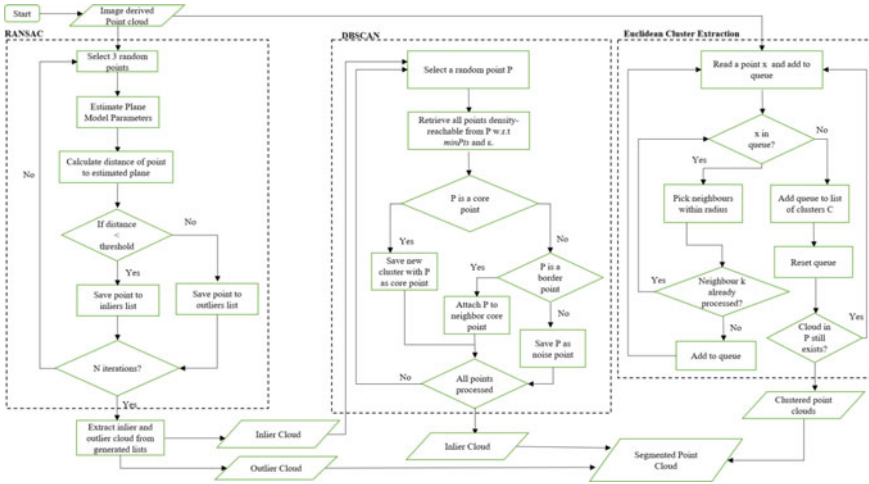 Start
Image derived
Point cloud
RANSAC
Select 3 random
points
Estimate Plane
Model Parameters
Calculate distance of point
to estimated plane
No
If distance
<
threshold
No
Yes
Save point to
inliers list
Save point to
outliers list
N iterations?
Yes
Extract inlier and
outlier cloud from
generated lists
Inlier Cloud
Outlier Cloud
DBSCAN
Select a random point P
Retrieve all points density-
reachable from P w.r.t
minPts and ε.
P is a core
point
Yes
No
Save new
cluster with P
as core point
P is a
border
point
Yes
Attach P to
neighbor core
point
No
Save P as
noise point
No
All points
processed
Inlier Cloud
Segmented Point
Cloud
Euclidean Cluster Extraction
Read a point x and add to
queue
x in
queue?
No
Yes
Pick neighbours
within radius
Add queue to list
of clusters C
Reset queue
Yes
Neighbour k
already
processed?
No
Add to queue
Yes
Cloud in
P still
exists?
Clustered point
clouds